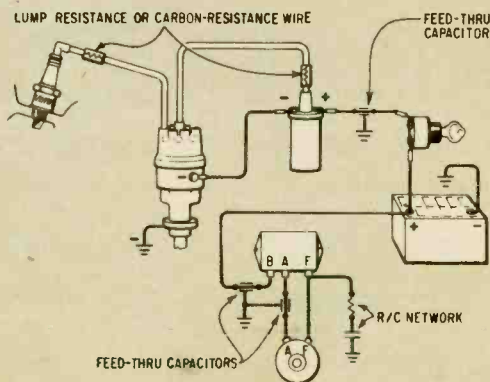 LUMP RESISTANCE OR CARBON-RESISTANCE WIRE
FEED-THRU
CAPACITOR
- +
-
-
+ -
B A F
R/C NETWORK
A F
FEED-THRU CAPACITORS